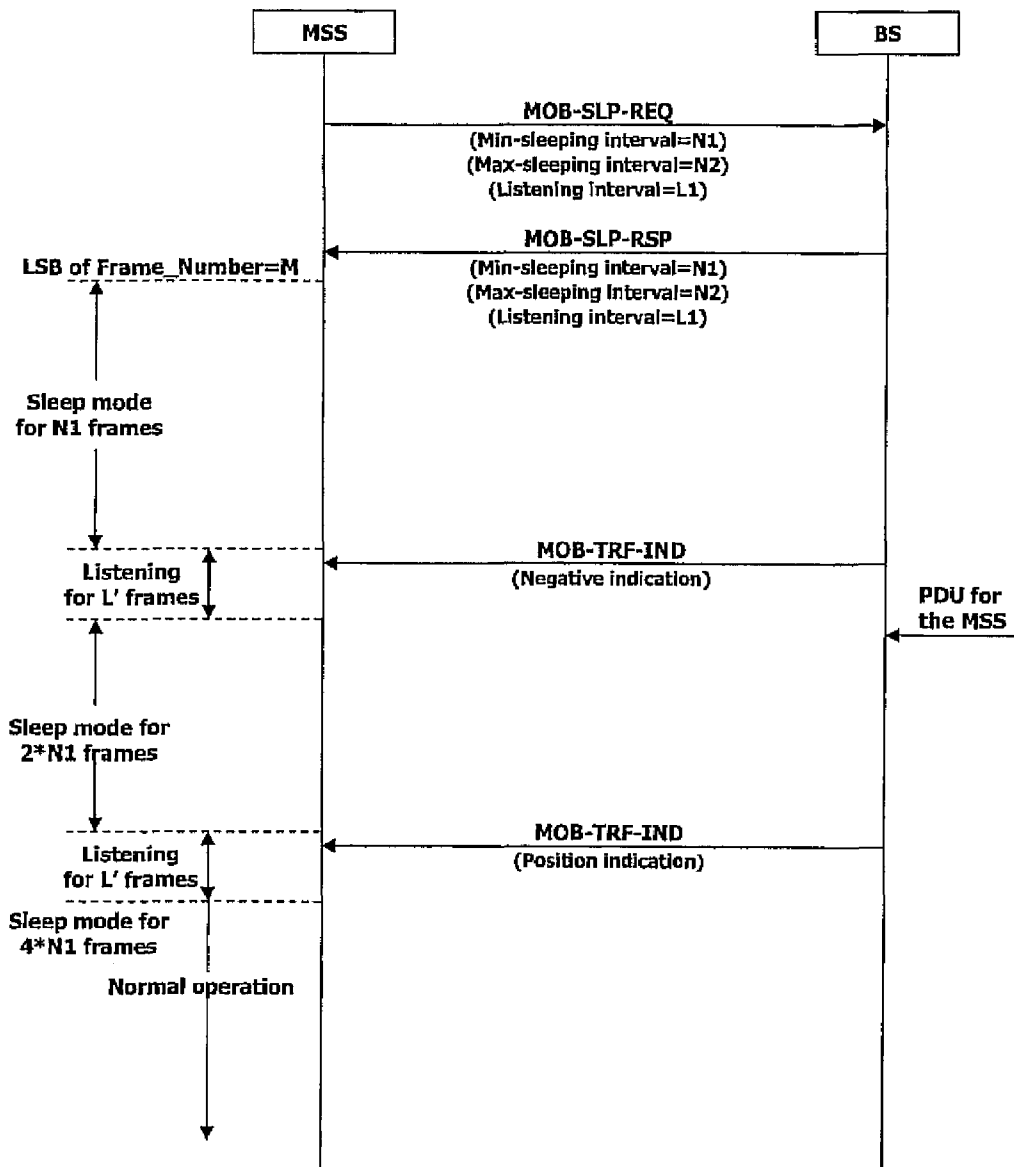 MSS
BS
MOB-SLP-REQ
(Min-sleeping interval=N1)
(Max-sleeping interval=N2)
(Listening interval=L1)
MOB-SLP-RSP
LSB of Frame_Number=M
(Min-sleeping interval=N1)
(Max-sleeping interval=N2)
(Listening interval=L1)
Sleep mode
for N1 frames
MOB-TRF-IND
(Negative indication)
Listening
for L' frames
PDU for
the MSS
Sleep mode for
2*N1 frames
MOB-TRF-IND
(Position indication)
Listening
for L' frames
Sleep mode for
4*N1 frames
Normal operation